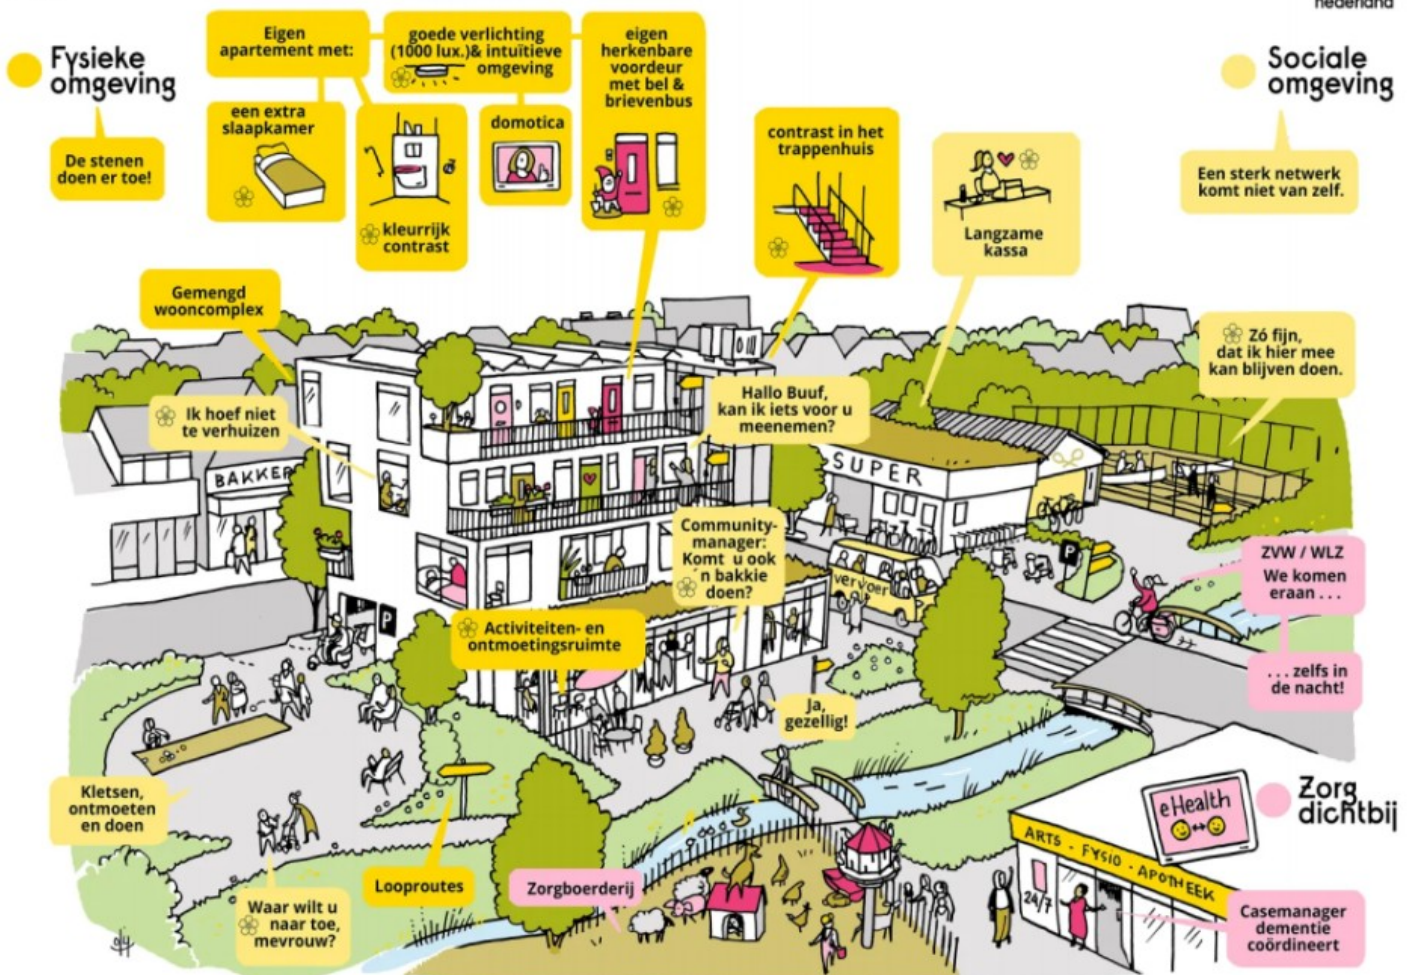 nederland
Fysieke
omgeving
De stenen
doen er toe!
Eigen
apartement met:
een extra
slaapkamer
kleurrijk
contrast
goede verlichting
(1000 lux.)& intuïtieve
omgeving
domotica
eigen
herkenbare
voordeur
met bel &
brievenbus
contrast in het
trappenhuis
Langzame
kassa
Sociale
omgeving
Een sterk netwerk
komt niet van zelf.
Gemengd
wooncomplex
Ik hoef niet
te verhuizen
Hallo Buuf,
kan ik iets voor u
meenemen?
Zó fijn,
dat ik hier mee
kan blijven doen.
BAKKER
SUPER
Community-
manager:
Komt u ook
'n bakkie
doen?
vervoer
P
ZVW / WLZ
We komen
eraan . . .
. . . zelfs in
de nacht!
P
Activiteiten- en
ontmoetingsruimte
Ja,
gezellig!
Kletsen,
ontmoeten
en doen
Looproutes
Waar wilt u
naar toe,
mevrouw?
Zorgboerderij
eHealth
Zorg
dichtbij
ARTS - FYSIO - APOTHEEK
24/7
Casemanager
dementie
coördineert